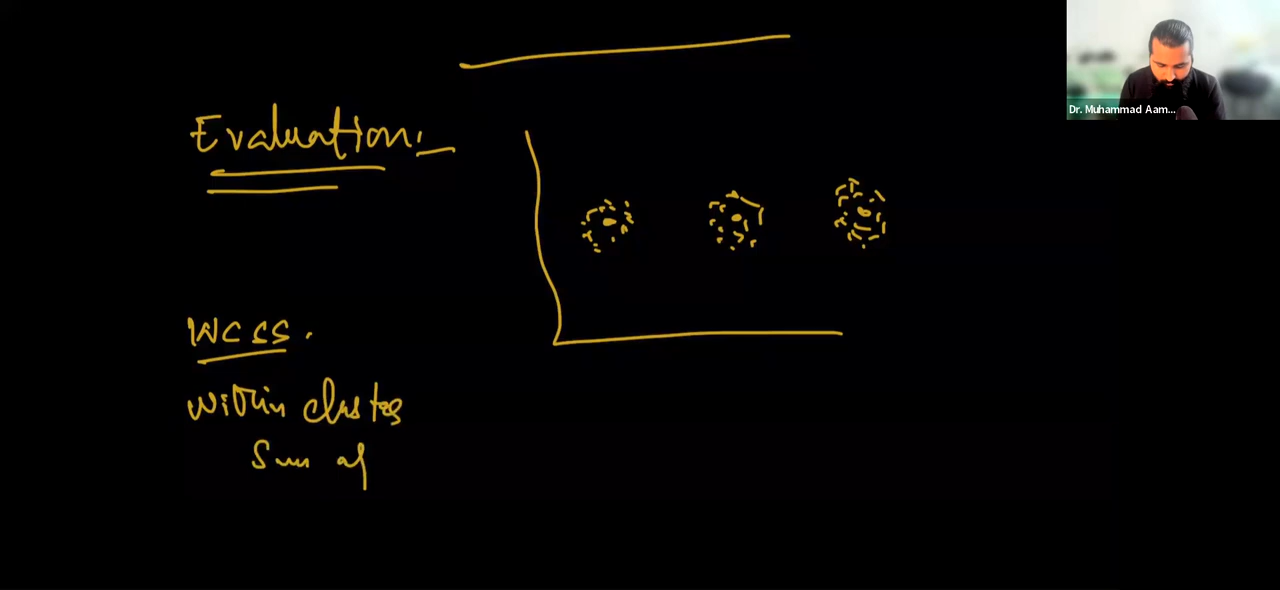 Dr. Muhammad Aam...
Evaluation:-
WCSS.
Within cluster
Sum of